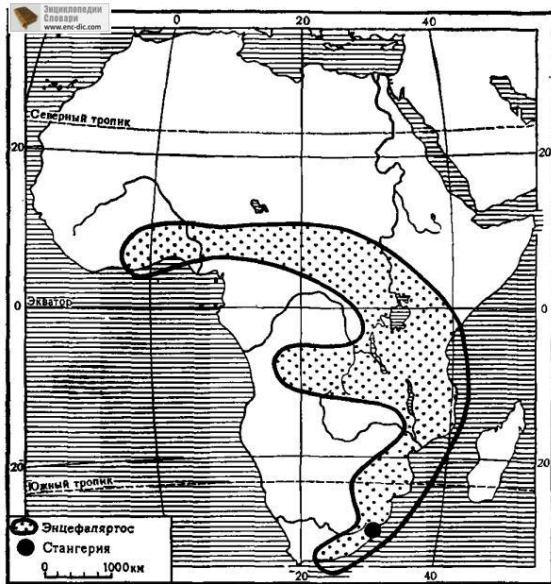 Энциклопедии
Словари
www.enc-dic.com
0 20 40
Северный тропик
20 20
Экватор
0 0
20 20
Южный тропик
Энцефаляртос
Стангерия
0 1000км
20 40